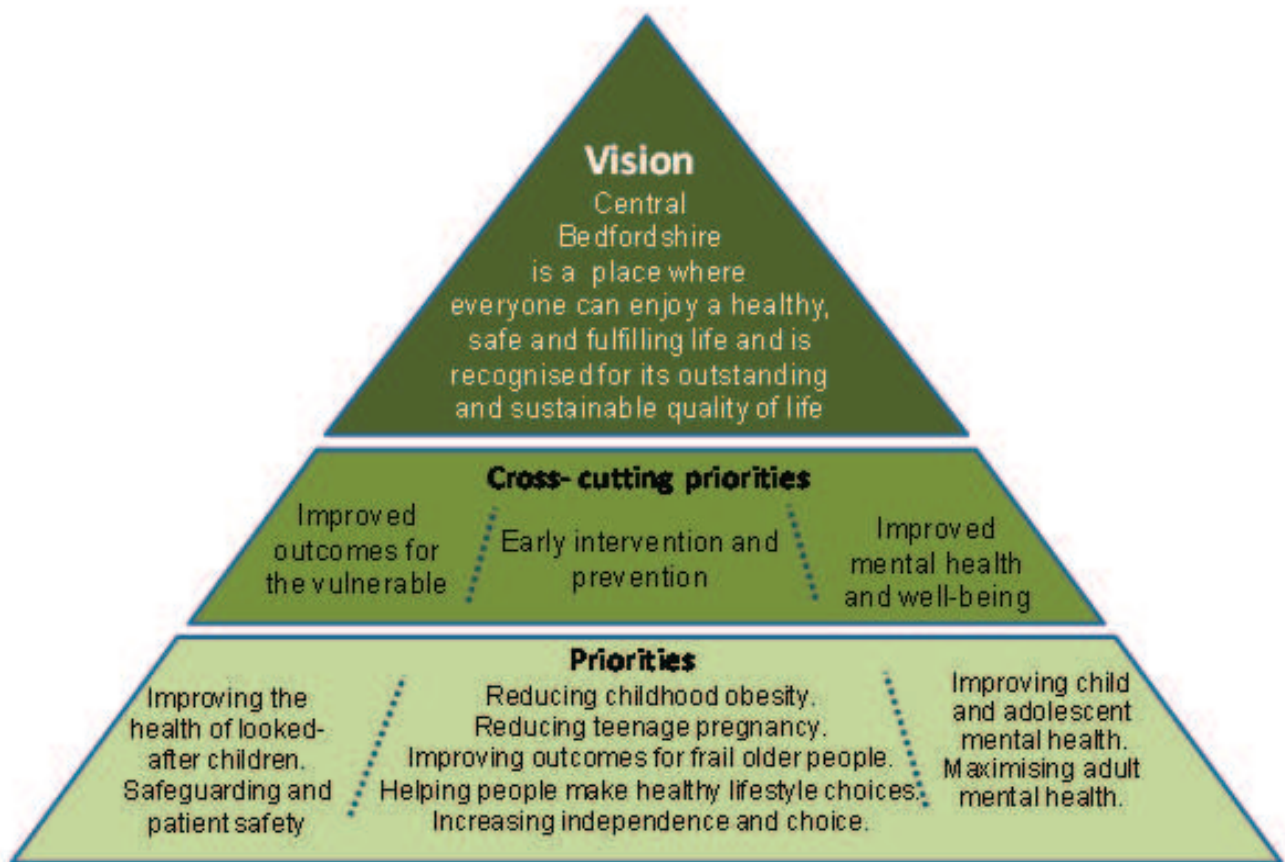 Vision
Central
Bedfordshire
is a place where
everyone can enjoy a healthy,
safe and fulfilling life and is
recognised for its outstanding
and sustainable quality of life
Cross- cutting priorities
Improved
outcomes for
the vulnerable
Early intervention and
prevention
Improved
mental health
and well-being
Priorities
Improving the
health of looked-
after children.
Safeguarding and
patient safety
Reducing childhood obesity.
Reducing teenage pregnancy.
Improving outcomes for frail older people.
Helping people make healthy lifestyle choices.
Increasing independence and choice.
Improving child
and adolescent
mental health.
Maximising adult
mental health.